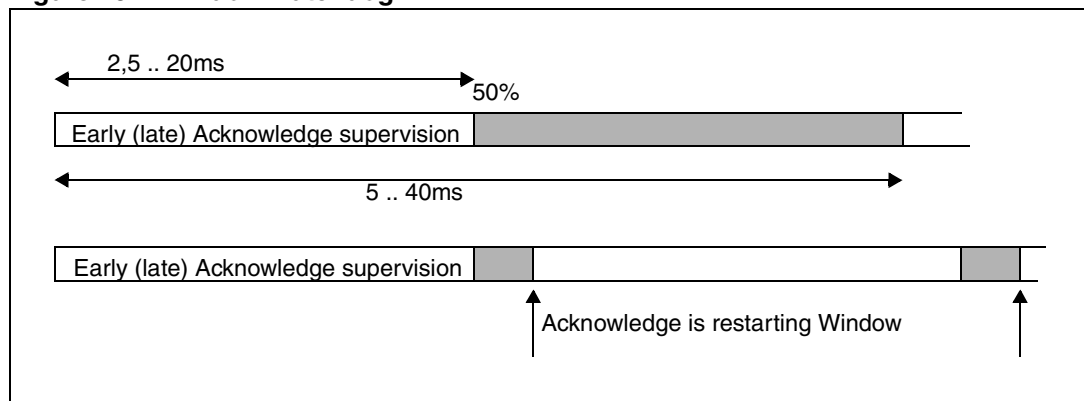 2,5 .. 20ms
50%
Early (late) Acknowledge supervision
5 .. 40ms
Early (late) Acknowledge supervision
Acknowledge is restarting Window